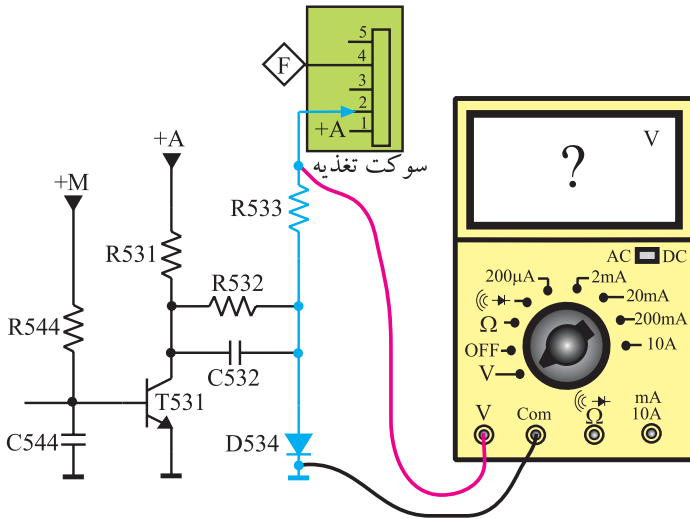 5
4
3
2
1
F
+A
سوکت تغذیه
+A
+M
R533
R531
R532
R544
C532
T531
C544
D534
V
?
AC DC
200µA
2mA
20mA
200mA
10A
Ω
OFF
V
V
Com
Ω
mA
10A